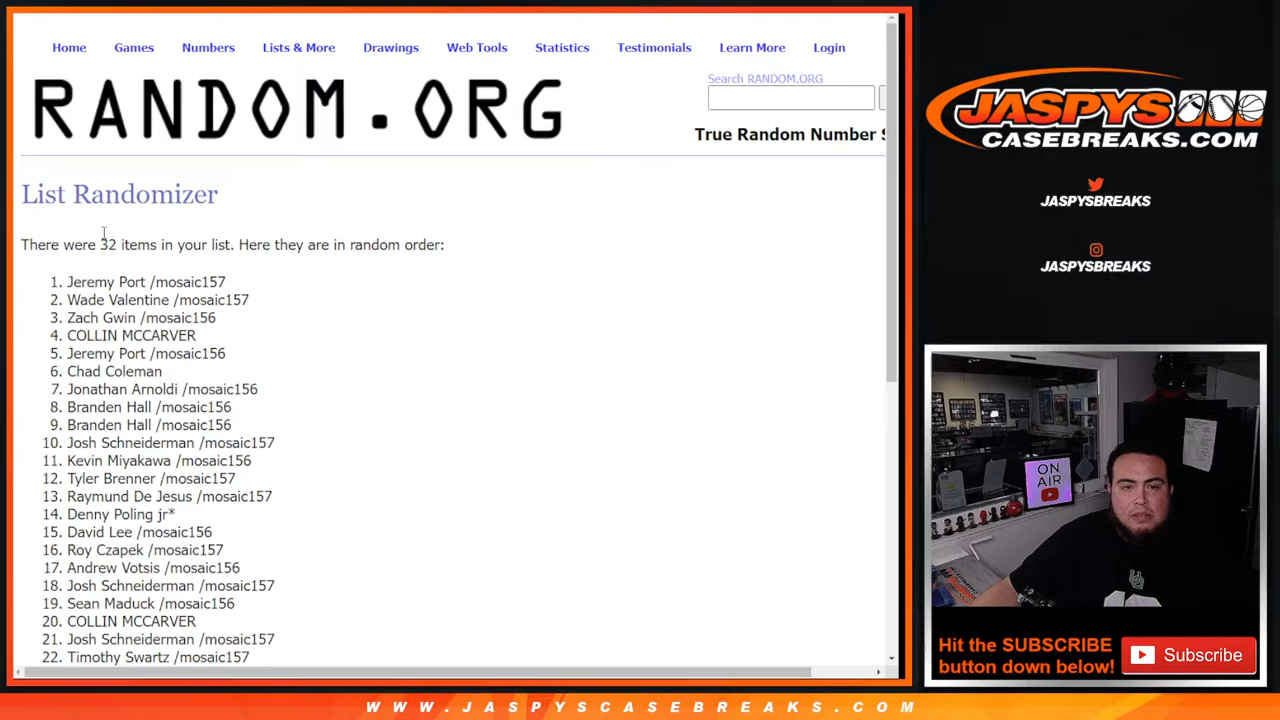 Home Games Numbers Lists & More Drawings Web Tools Statistics Testimonials Learn More Login
RANDOM.ORG
Search RANDOM.ORG
True Random Number S
List Randomizer
There were 32 items in your list. Here they are in random order:
1. Jeremy Port /mosaic157
2. Wade Valentine /mosaic157
3. Zach Gwin /mosaic156
4. COLLIN MCCARVER
5. Jeremy Port /mosaic156
6. Chad Coleman
7. Jonathan Arnoldi /mosaic156
8. Branden Hall /mosaic156
9. Branden Hall /mosaic156
10. Josh Schneiderman /mosaic157
11. Kevin Miyakawa /mosaic156
12. Tyler Brenner /mosaic157
13. Raymund De Jesus /mosaic157
14. Denny Poling jr*
15. David Lee /mosaic156
16. Roy Czapek /mosaic157
17. Andrew Votsis /mosaic156
18. Josh Schneiderman /mosaic157
19. Sean Maduck /mosaic156
20. COLLIN MCCARVER
21. Josh Schneiderman /mosaic157
22. Timothy Swartz /mosaic157
JASPYS
CASEBREAKS.COM
JASPYSBREAKS
JASPYSBREAKS
ON
AIR
Hit the SUBSCRIBE
button down below!
Subscribe
WWW.JASPYSCASEBREAKS.COM